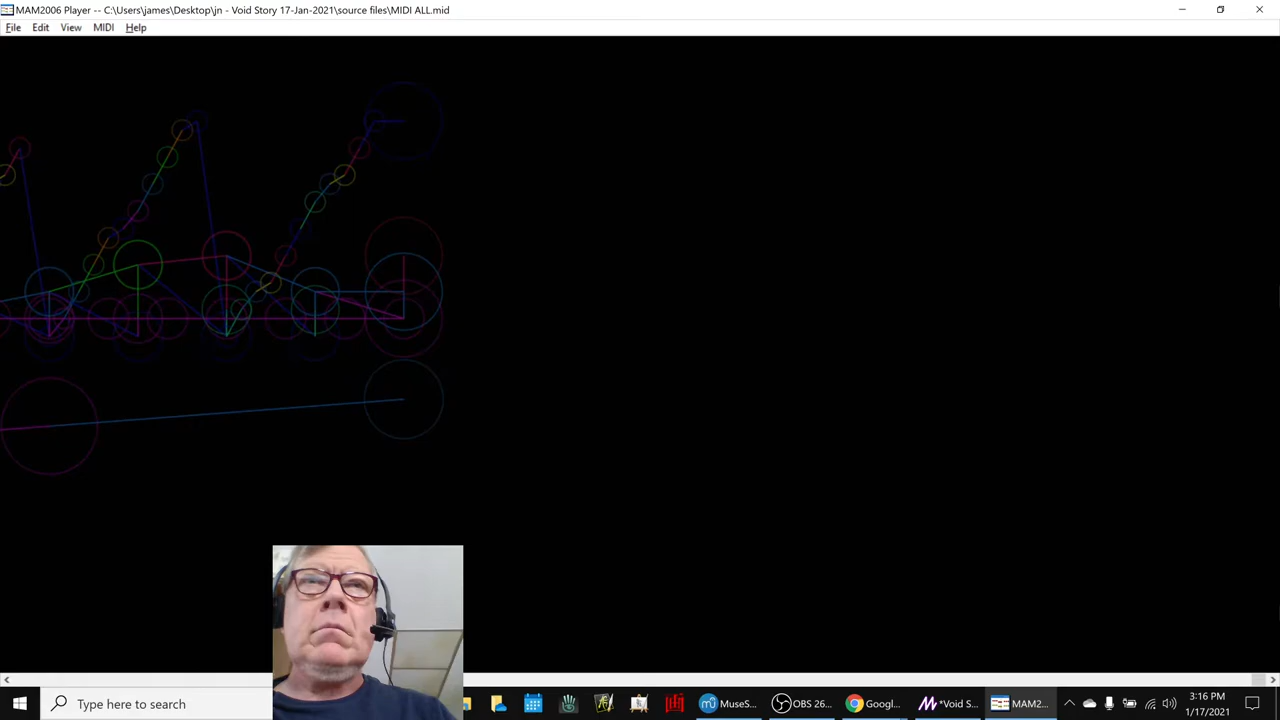 MAM2006 Player -- C:\Users\james\Desktop\jn - Void Story 17-Jan-2021\source files\MIDI ALL.mid
File Edit View MIDI Help
Type here to search
MuseS...
OBS 26...
Googl...
*Void S...
MAM2...
3:16 PM
1/17/2021